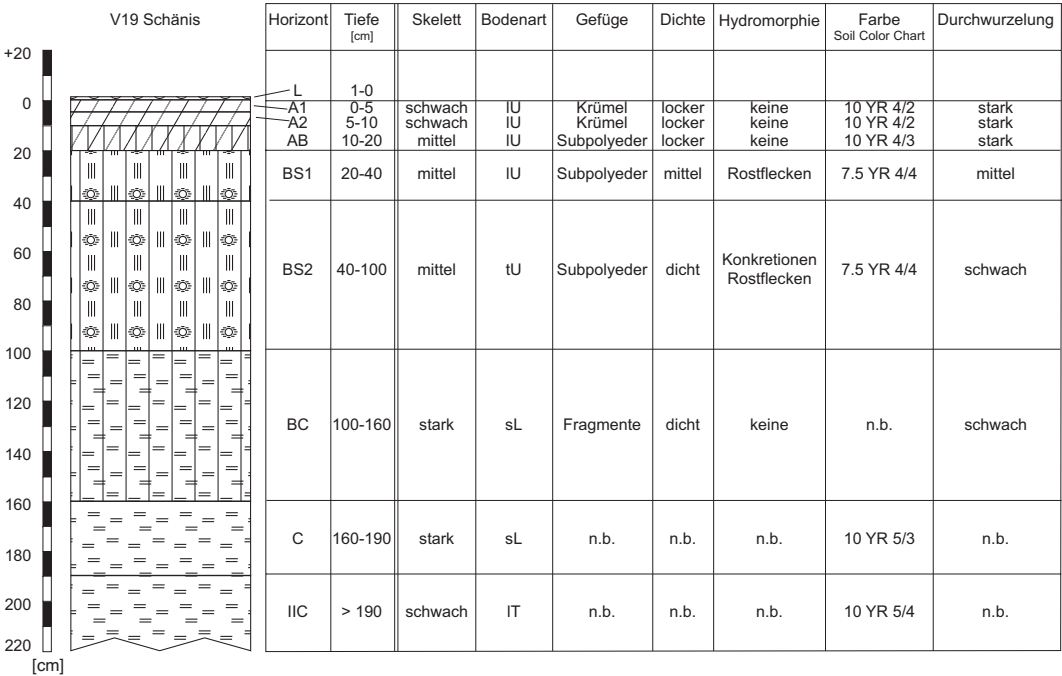 V19 Schänis
Horizont Tiefe [cm] Skelett Bodenart Gefüge Dichte Hydromorphie Farbe Soil Color Chart Durchwurzelung
+20
0
20
40
60
80
100
120
140
160
180
200
220
[cm]
L 1-0
A1 0-5 schwach lU Krümel locker keine 10 YR 4/2 stark
A2 5-10 schwach lU Krümel locker keine 10 YR 4/2 stark
AB 10-20 mittel lU Subpolyeder locker keine 10 YR 4/3 stark
BS1 20-40 mittel lU Subpolyeder mittel Rostflecken 7.5 YR 4/4 mittel
BS2 40-100 mittel tU Subpolyeder dicht Konkretionen Rostflecken 7.5 YR 4/4 schwach
BC 100-160 stark sL Fragmente dicht keine n.b. schwach
C 160-190 stark sL n.b. n.b. n.b. 10 YR 5/3 n.b.
IIC > 190 schwach lT n.b. n.b. n.b. 10 YR 5/4 n.b.